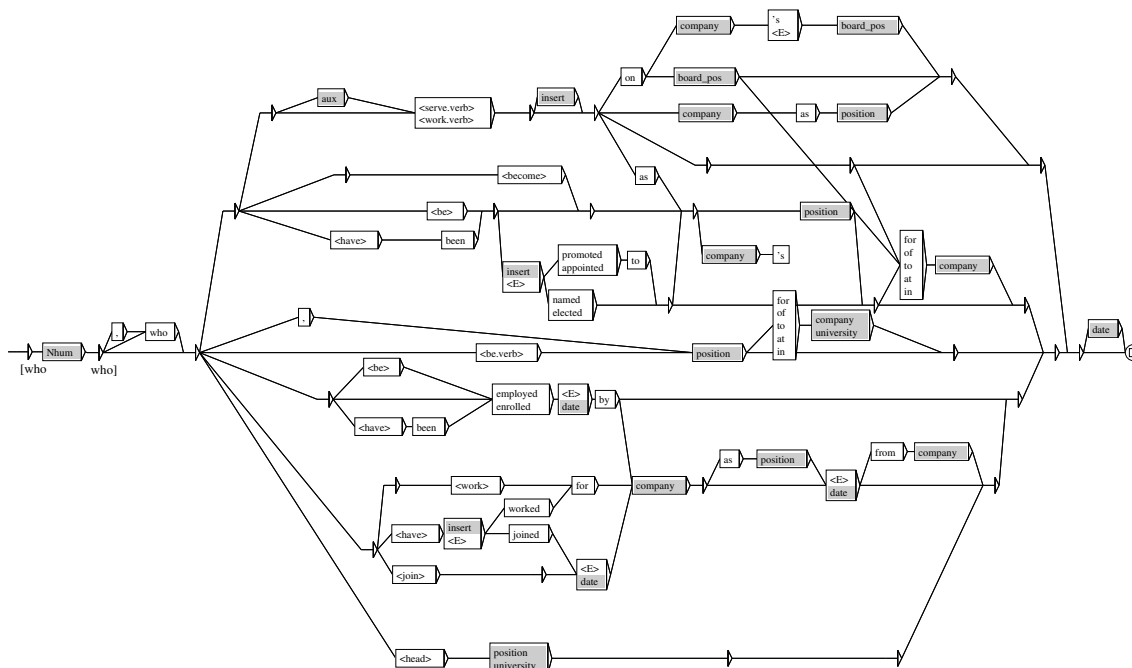 company
's
<E>
board_pos
on
board_pos
aux
insert
<serve.verb>
<work.verb>
company
as
position
as
<become>
<be>
position
<have>
been
for
of
to
at
in
company
promoted
appointed
to
company
's
insert
<E>
named
elected
for
of
to
at
in
company
university
,
,
who
date
Nhum
<be.verb>
position
[who
who]
<be>
employed
enrolled
<E>
date
by
<have>
been
as
position
from
company
<work>
for
company
<E>
date
worked
<have>
insert
<E>
joined
<join>
<E>
date
<head>
position
university